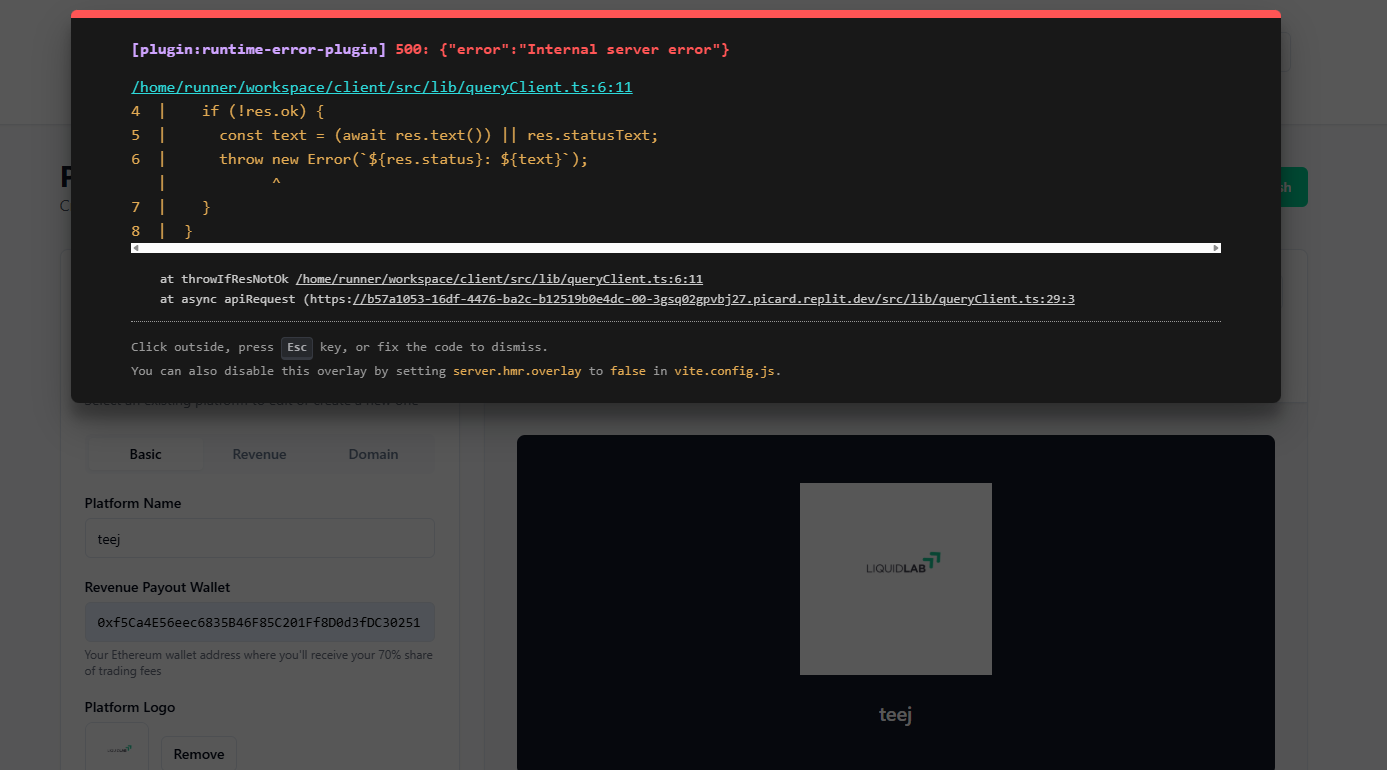 [plugin:runtime-error-plugin] 500: {"error":"Internal server error"}
/home/runner/workspace/client/src/lib/queryClient.ts:6:11
4 | if (!res.ok) {
5 | const text = (await res.text()) || res.statusText;
6 | throw new Error(`${res.status}: ${text}`);
| ^
7 | }
8 | }
at throwIfResNotOk /home/runner/workspace/client/src/lib/queryClient.ts:6:11
at async apiRequest (https://b57a1053-16df-4476-ba2c-b12519b0e4dc-00-3gsq02gpvbj27.picard.replit.dev/src/lib/queryClient.ts:29:3
Click outside, press Esc key, or fix the code to dismiss.
You can also disable this overlay by setting server.hmr.overlay to false in vite.config.js.
Basic Revenue Domain
Platform Name
teej
Revenue Payout Wallet
0xf5Ca4E56eec6835B46F85C201Ff8D0d3fDC30251
Your Ethereum wallet address where you'll receive your 70% share
of trading fees
Platform Logo
Remove
LIQUIDLAB
teej